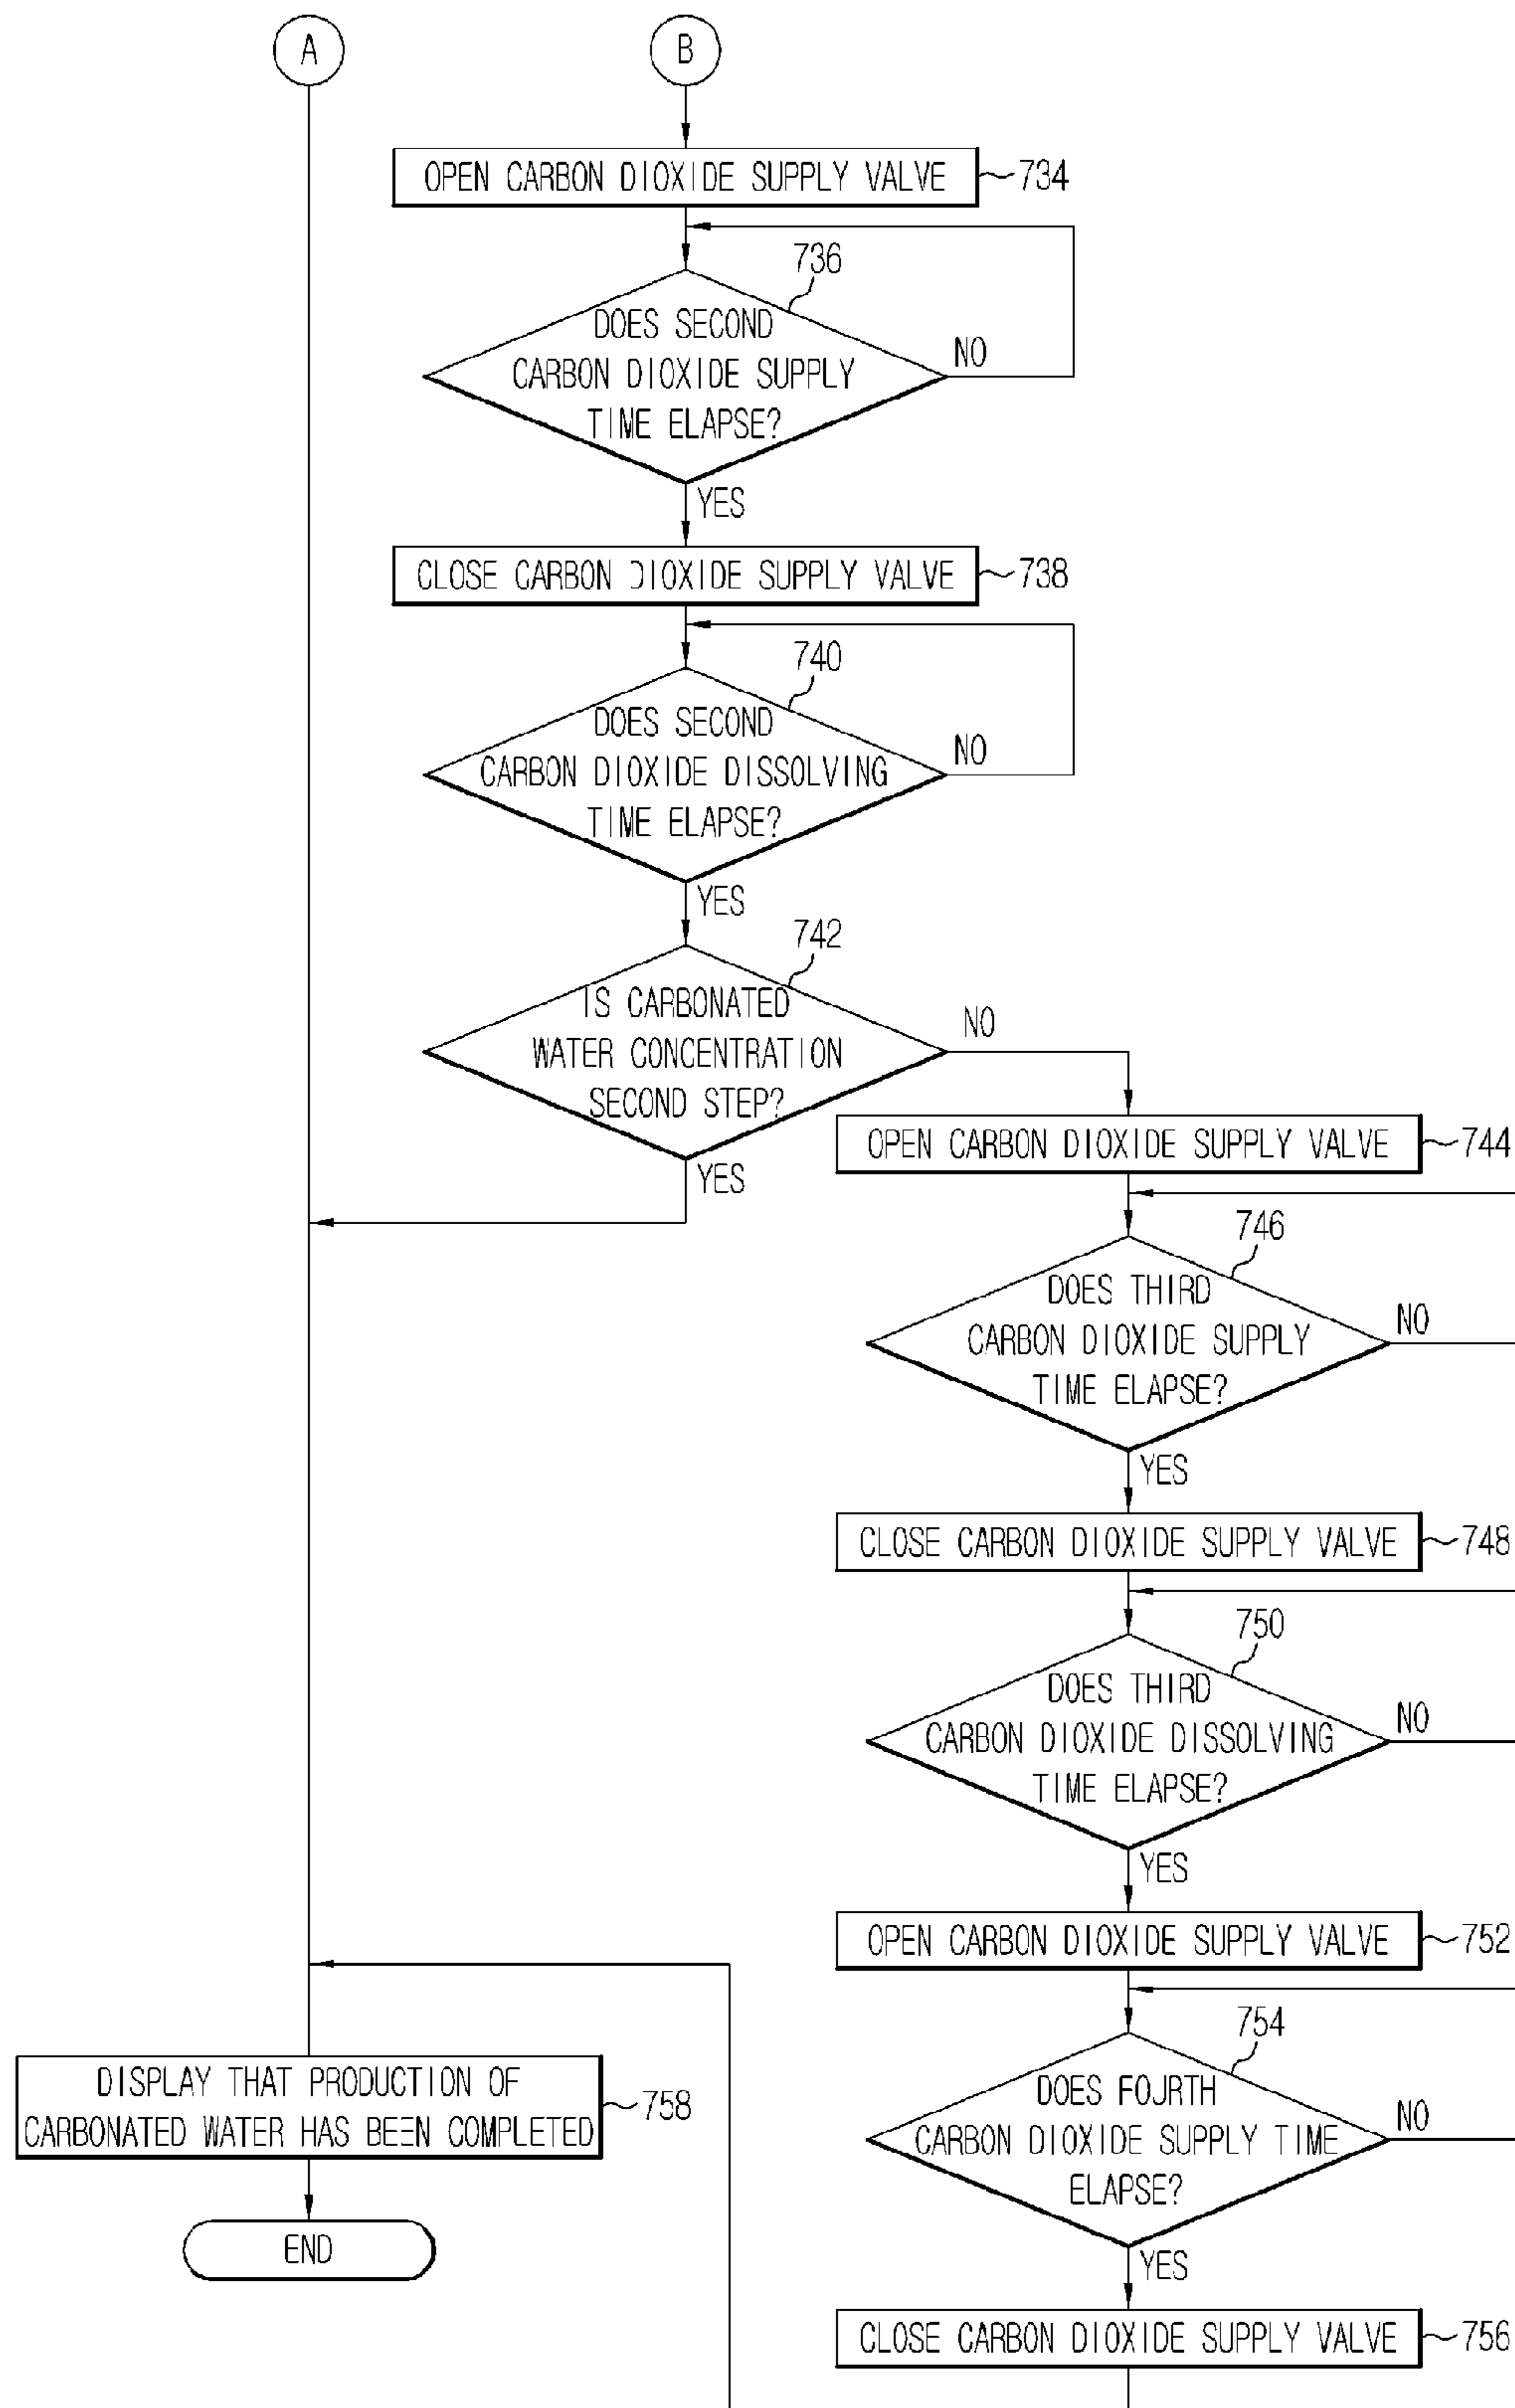 A
B
OPEN CARBON DIOXIDE SUPPLY VALVE
734
736
DOES SECOND
CARBON DIOXIDE SUPPLY
TIME ELAPSE?
NO
YES
CLOSE CARBON DIOXIDE SUPPLY VALVE
738
740
DOES SECOND
CARBON DIOXIDE DISSOLVING
TIME ELAPSE?
NO
YES
742
IS CARBONATED
WATER CONCENTRATION
SECOND STEP?
NO
YES
OPEN CARBON DIOXIDE SUPPLY VALVE
744
746
DOES THIRD
CARBON DIOXIDE SUPPLY
TIME ELAPSE?
NO
YES
CLOSE CARBON DIOXIDE SUPPLY VALVE
748
750
DOES THIRD
CARBON DIOXIDE DISSOLVING
TIME ELAPSE?
NO
YES
OPEN CARBON DIOXIDE SUPPLY VALVE
752
754
DOES FOURTH
CARBON DIOXIDE SUPPLY TIME
ELAPSE?
NO
YES
CLOSE CARBON DIOXIDE SUPPLY VALVE
756
DISPLAY THAT PRODUCTION OF
CARBONATED WATER HAS BEEN COMPLETED
758
END